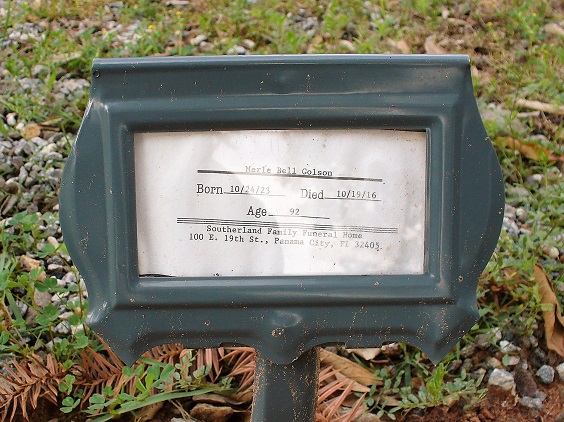 Merle Bell Golson
Born 10/24/23 Died 10/19/16
Age 92
Southerland Family Funeral Home
100 E. 19th St., Panama City, Fl 32405